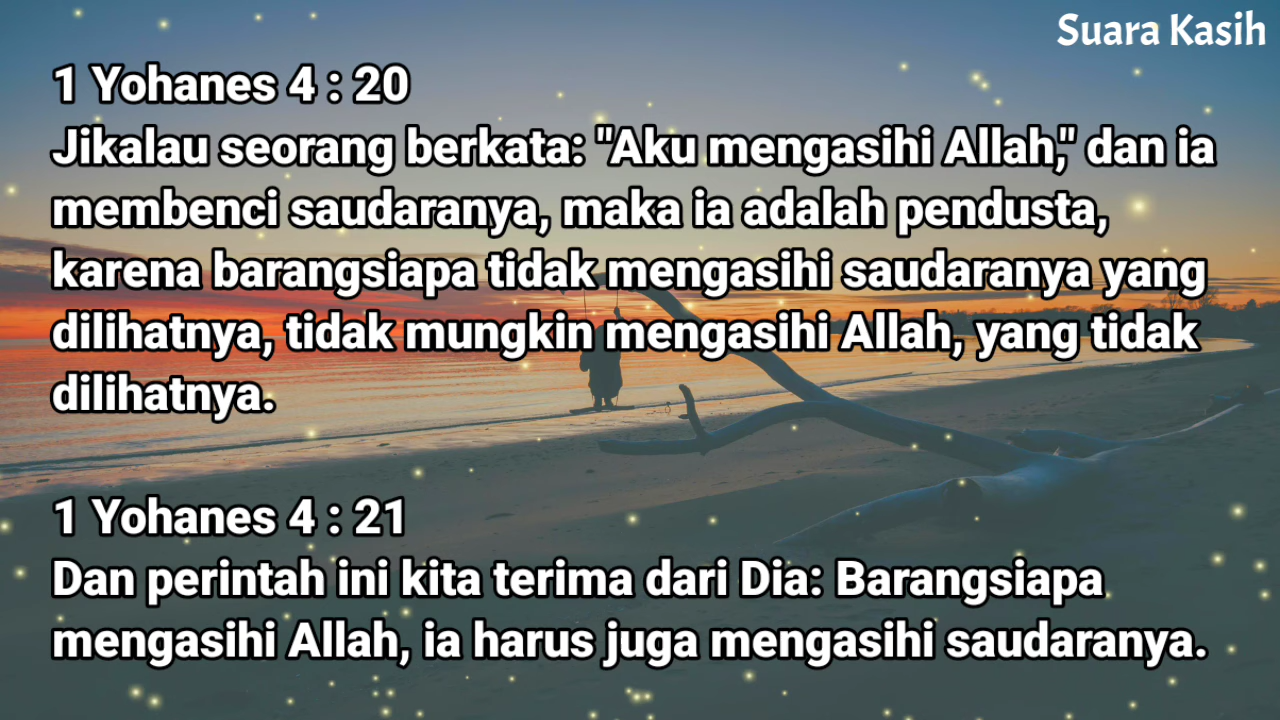 Suara Kasih
1 Yohanes 4 : 20
Jikalau seorang berkata: "Aku mengasihi Allah," dan ia
membenci saudaranya, maka ia adalah pendusta,
karena barangsiapa tidak mengasihi saudaranya yang
dilihatnya, tidak mungkin mengasihi Allah, yang tidak
dilihatnya.
1 Yohanes 4 : 21
Dan perintah ini kita terima dari Dia: Barangsiapa
mengasihi Allah, ia harus juga mengasihi saudaranya.